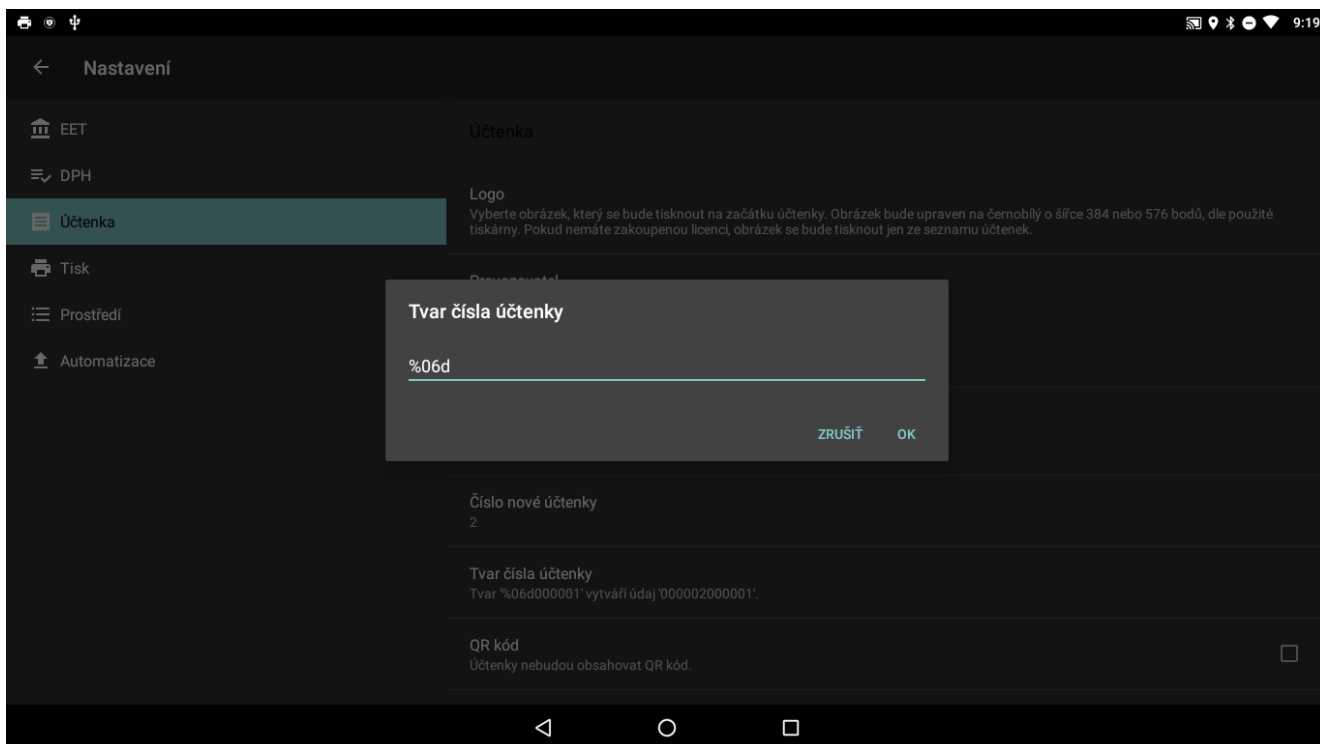 9:19
Nastavení
EET
DPH
Účtenka
Tisk
Prostředí
Automatizace
Účtenka
Logo
Vyberte obrázek, který se bude tisknout na začátku účtenky. Obrázek bude upraven na černobílý o šířce 384 nebo 576 bodů, dle použité
tiskárny. Pokud nemáte zakoupenou licenci, obrázek se bude tisknout jen ze seznamu účtenek.
Provozovatel
Tvar čísla účtenky
%06d
ZRUŠIŤ
OK
Číslo nové účtenky
2
Tvar čísla účtenky
Tvar '%06d000001' vytváří údaj '000002000001'.
QR kód
Účtenky nebudou obsahovat QR kód.